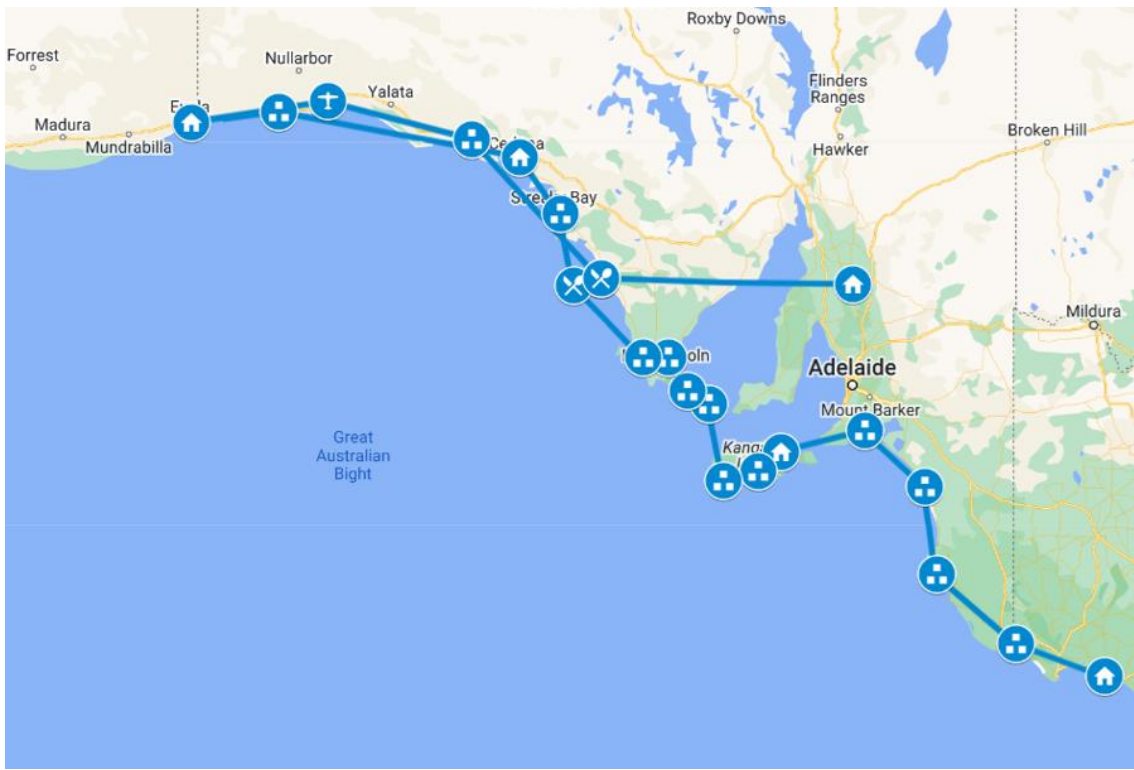 Roxby Downs
Forrest
Nullarbor
Flinders
Ranges
Yalata
Madura
Mundrabilla
Broken Hill
Hawker
Bay
Mildura
Adelaide
Mount Barker
Great
Australian
Bight